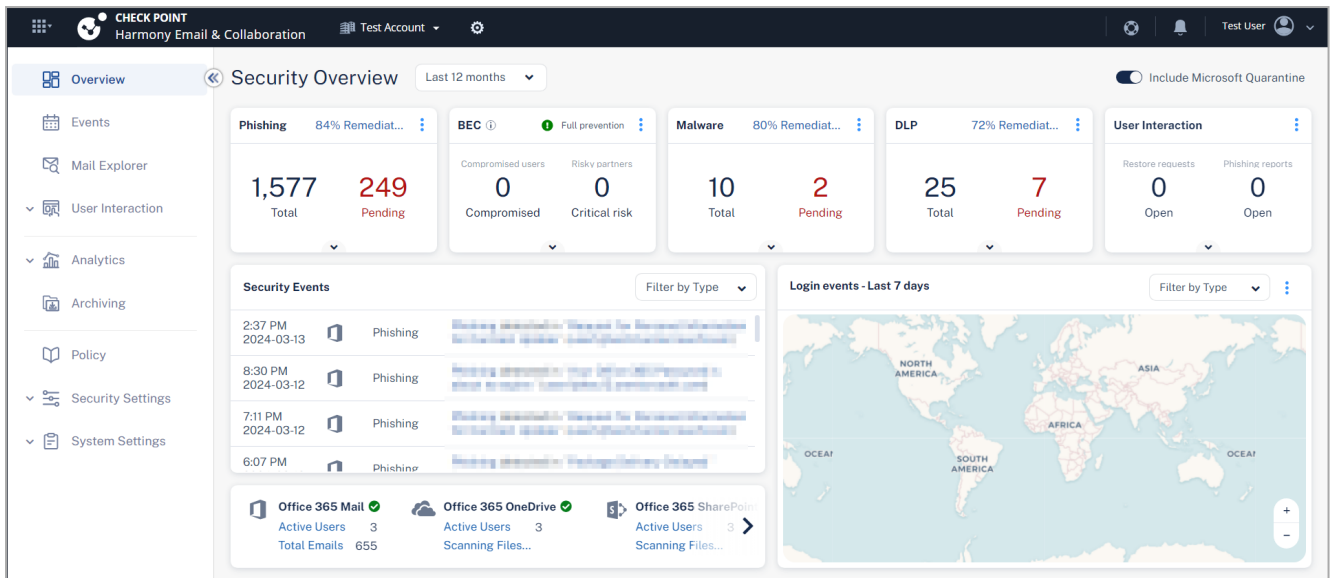 CHECK POINT
Harmony Email & Collaboration
Test Account
Test User
Overview
Events
Mail Explorer
User Interaction
Analytics
Archiving
Policy
Security Settings
System Settings
Security Overview
Last 12 months
Include Microsoft Quarantine
Phishing 84% Remediat...
1,577 249
Total Pending
BEC Full prevention
Compromised users Risky partners
0 0
Compromised Critical risk
Malware 80% Remediat...
10 2
Total Pending
DLP 72% Remediat...
25 7
Total Pending
User Interaction
Restore requests Phishing reports
0 0
Open Open
Security Events
Filter by Type
2:37 PM
2024-03-13
Phishing
8:30 PM
2024-03-12
Phishing
7:11 PM
2024-03-12
Phishing
6:07 PM
Phishing
Office 365 Mail
Active Users 3
Total Emails 655
Office 365 OneDrive
Active Users 3
Scanning Files...
Office 365 SharePoin
Active Users 3
Scanning Files...
Login events - Last 7 days
Filter by Type
NORTH
AMERICA
ASIA
AFRICA
OCEAN
SOUTH
AMERICA
OCEAN
+
−